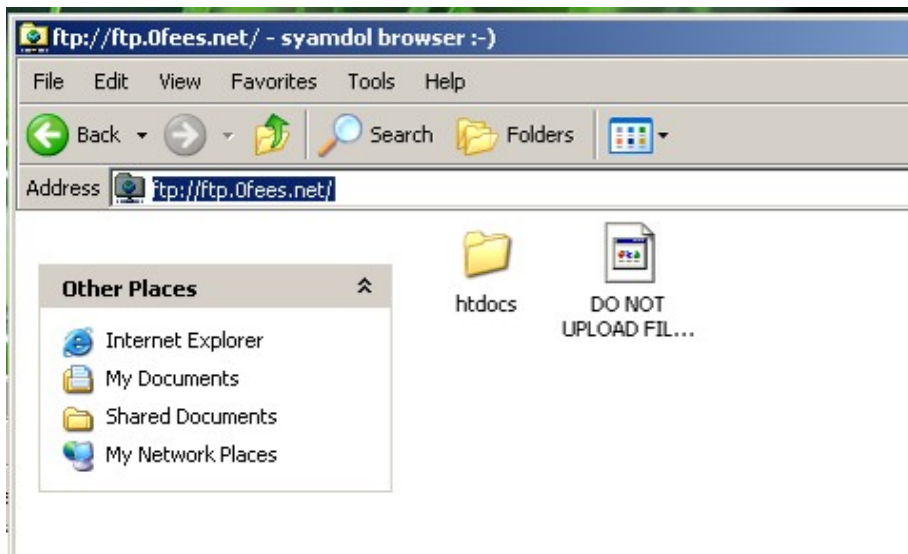 ftp://ftp.0fees.net/ - syamdol browser :-)
File Edit View Favorites Tools Help
Back Search Folders
Address ftp://ftp.0fees.net/
Other Places
Internet Explorer
My Documents
Shared Documents
My Network Places
htdocs
DO NOT
UPLOAD FIL...